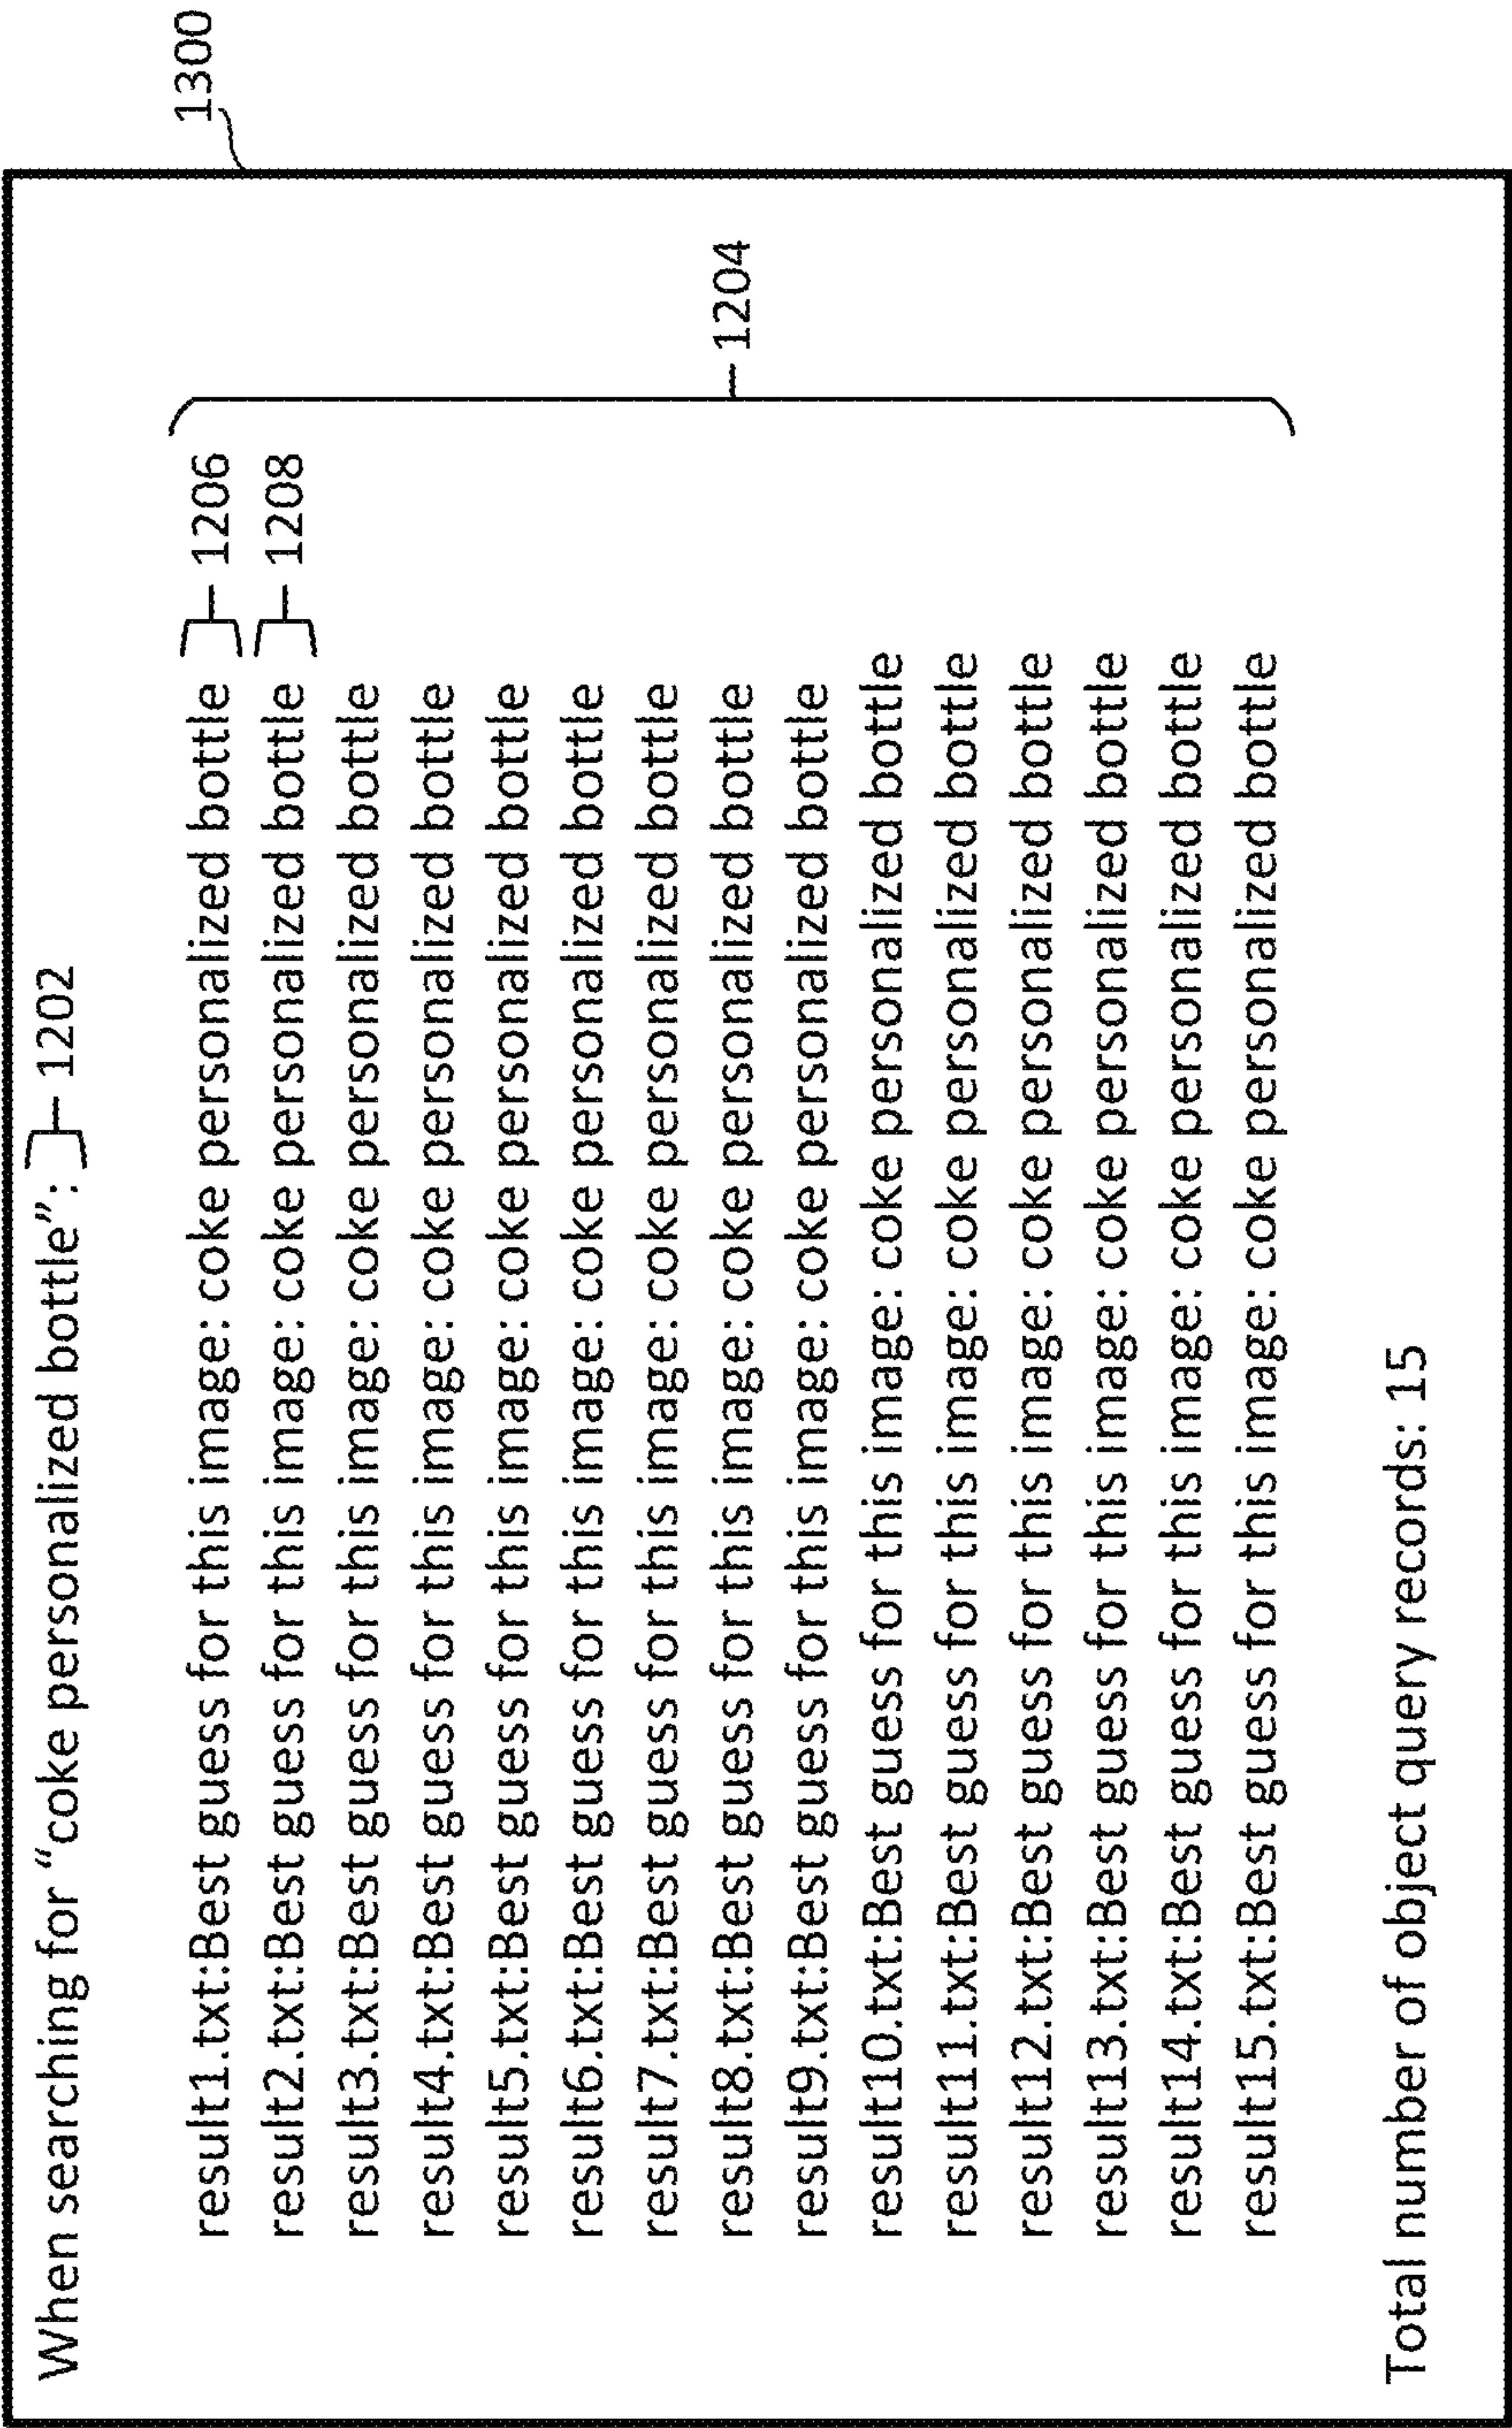 1300
When searching for “coke personalized bottle”: 1202
result1.txt:Best guess for this image: coke personalized bottle 1206
result2.txt:Best guess for this image: coke personalized bottle 1208
result3.txt:Best guess for this image: coke personalized bottle
result4.txt:Best guess for this image: coke personalized bottle
result5.txt:Best guess for this image: coke personalized bottle
result6.txt:Best guess for this image: coke personalized bottle
result7.txt:Best guess for this image: coke personalized bottle
result8.txt:Best guess for this image: coke personalized bottle 1204
result9.txt:Best guess for this image: coke personalized bottle
result10.txt:Best guess for this image: coke personalized bottle
result11.txt:Best guess for this image: coke personalized bottle
result12.txt:Best guess for this image: coke personalized bottle
result13.txt:Best guess for this image: coke personalized bottle
result14.txt:Best guess for this image: coke personalized bottle
result15.txt:Best guess for this image: coke personalized bottle
Total number of object query records: 15